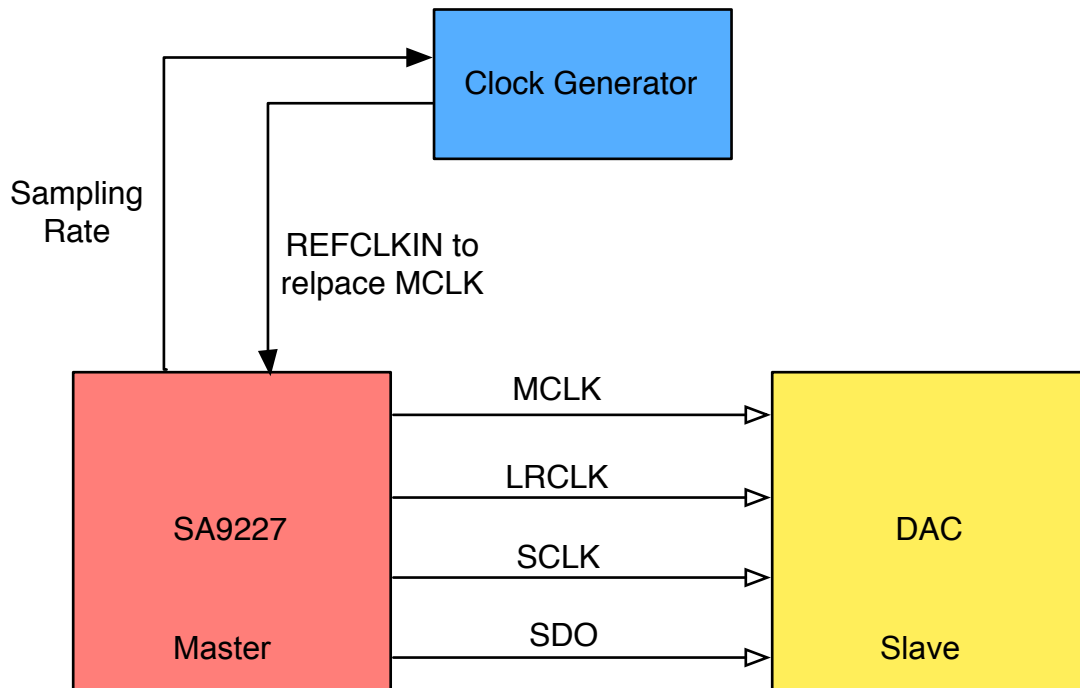 Clock Generator
Sampling
Rate
REFCLKIN to
relpace MCLK
MCLK
LRCLK
SA9227
DAC
SCLK
SDO
Master
Slave